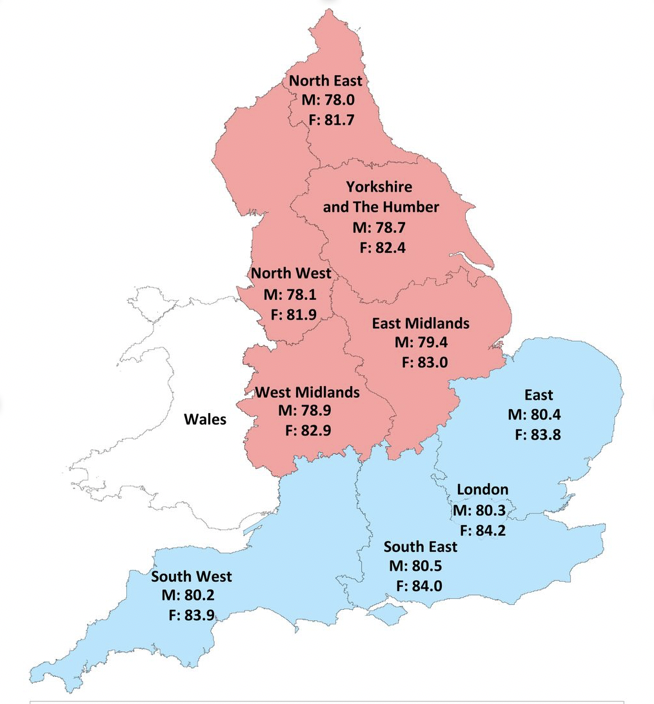 North East
M: 78.0
F: 81.7
Yorkshire
and The Humber
M: 78.7
F: 82.4
North West
M: 78.1
F: 81.9
East Midlands
M: 79.4
F: 83.0
West Midlands
M: 78.9
F: 82.9
Wales
East
M: 80.4
F: 83.8
London
M: 80.3
F: 84.2
South East
M: 80.5
F: 84.0
South West
M: 80.2
F: 83.9